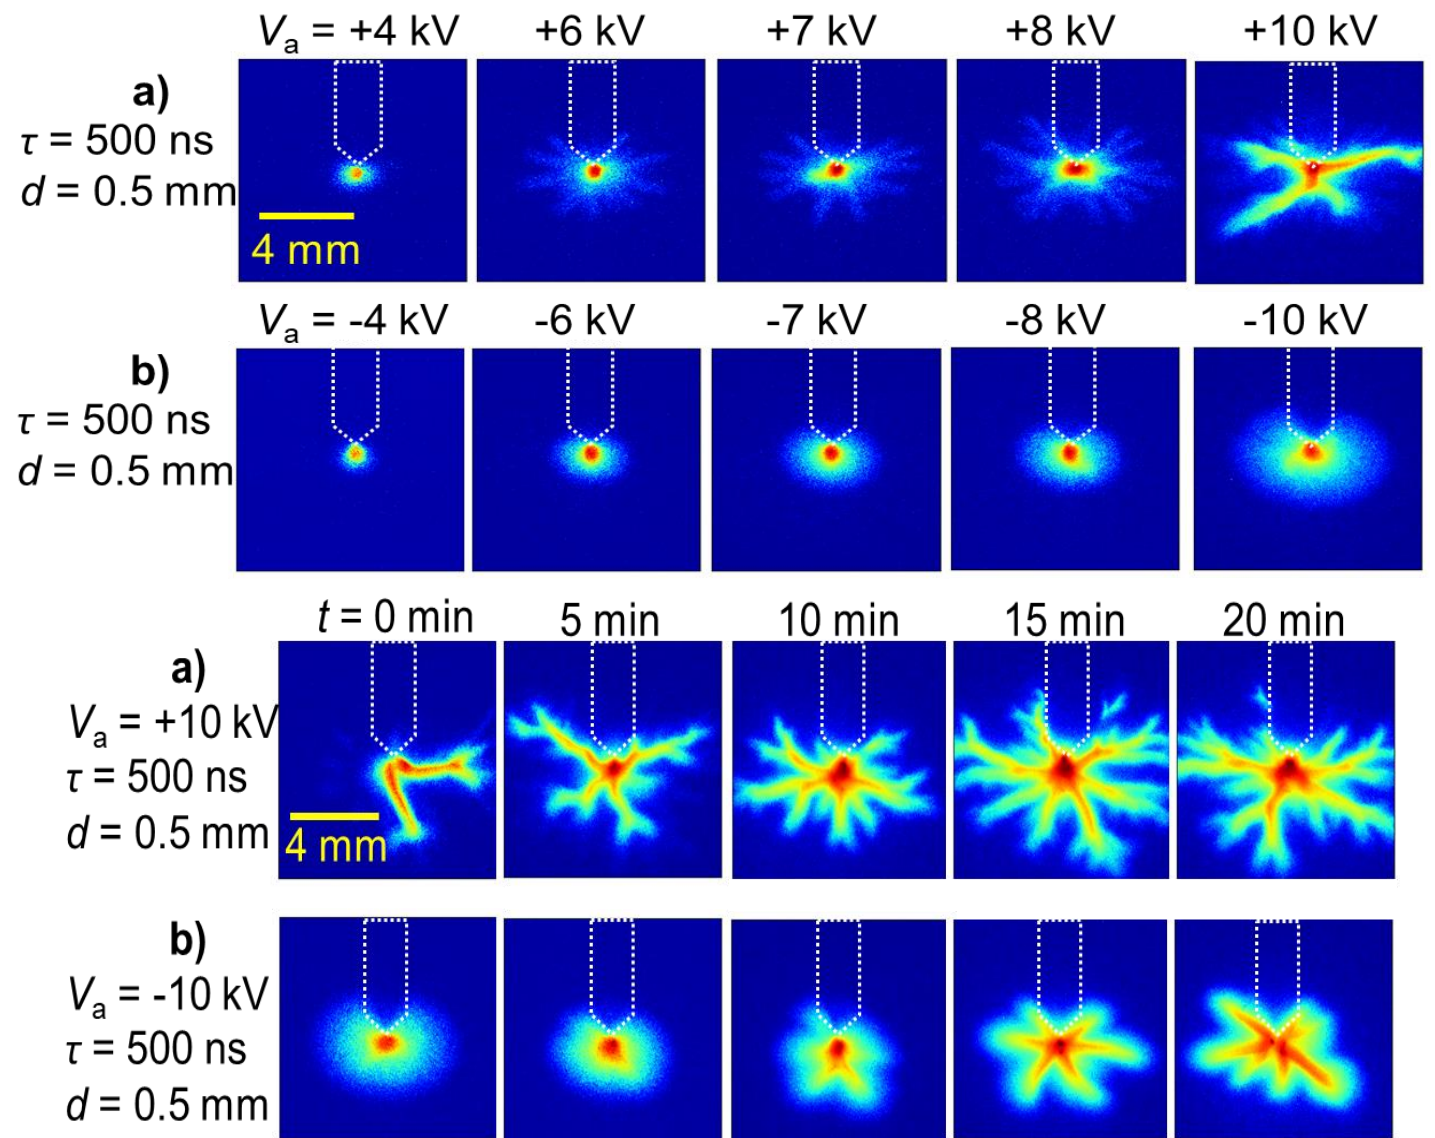 Va = +4 kV +6 kV +7 kV +8 kV +10 kV
a)
τ = 500 ns
d = 0.5 mm
4 mm
Va = -4 kV -6 kV -7 kV -8 kV -10 kV
b)
τ = 500 ns
d = 0.5 mm
t = 0 min 5 min 10 min 15 min 20 min
a)
Va = +10 kV
τ = 500 ns
d = 0.5 mm
4 mm
b)
Va = -10 kV
τ = 500 ns
d = 0.5 mm